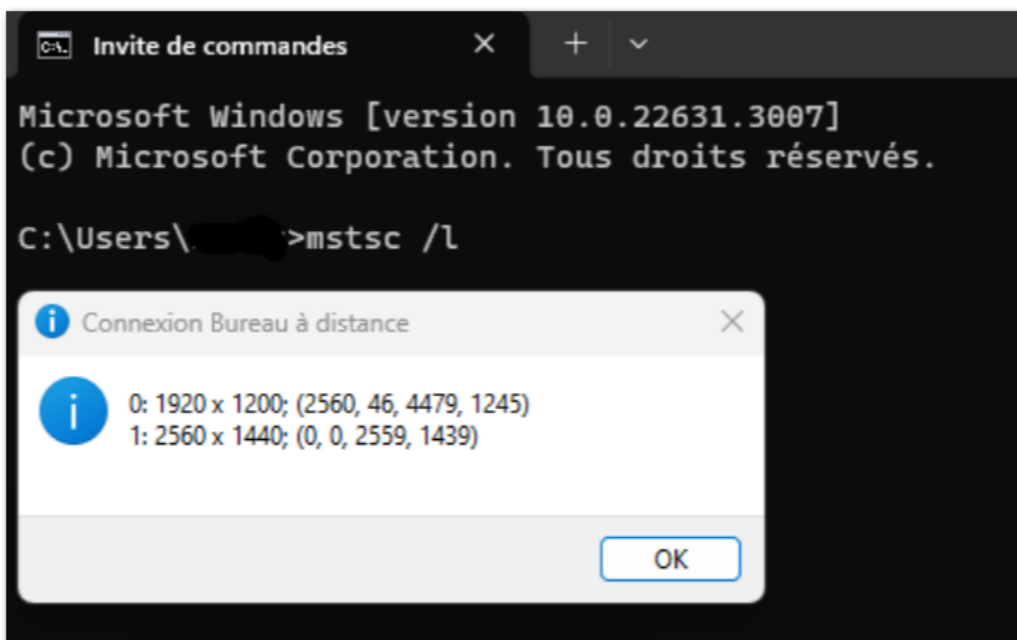 Invite de commandes
Microsoft Windows [version 10.0.22631.3007]
(c) Microsoft Corporation. Tous droits réservés.
C:\Users\ >mstsc /l
Connexion Bureau à distance
0: 1920 x 1200; (2560, 46, 4479, 1245)
1: 2560 x 1440; (0, 0, 2559, 1439)
OK